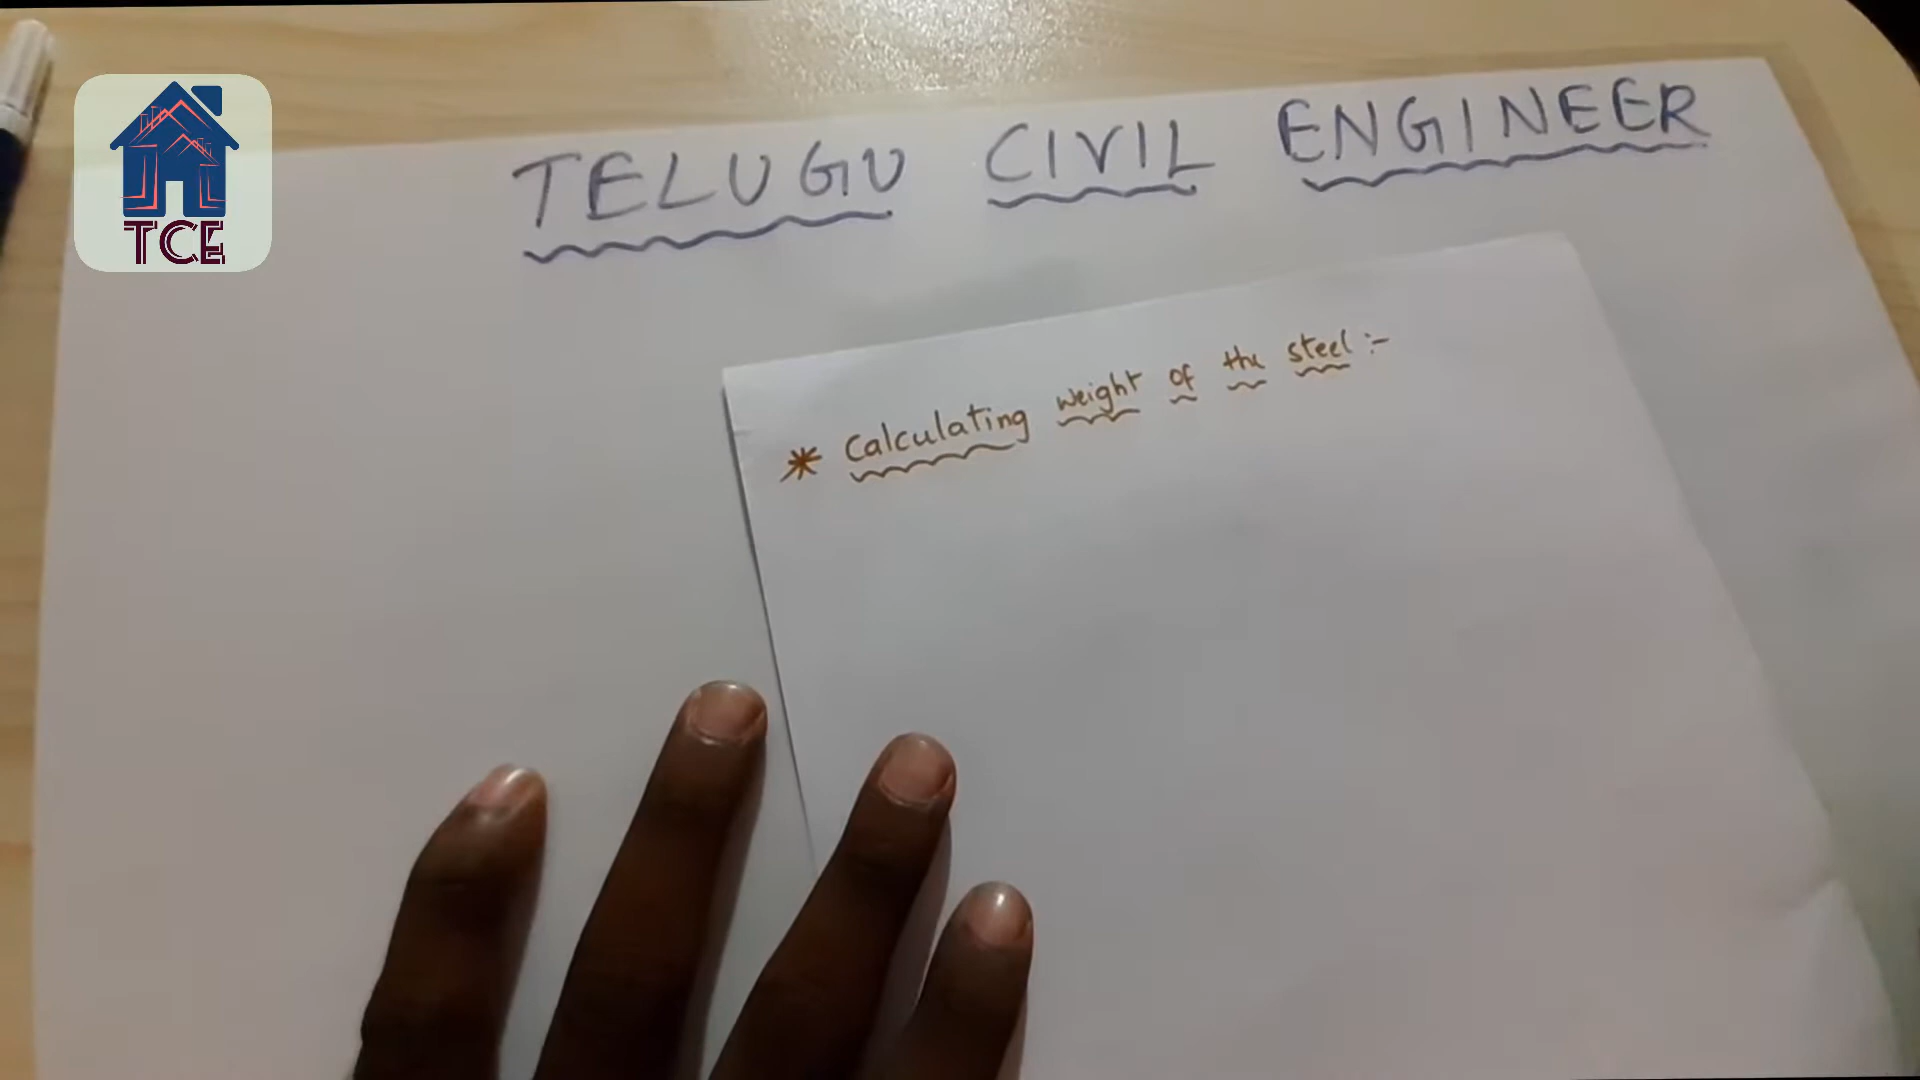 TELUGU CIVIL ENGINEER
TCE
* Calculating weight of the steel :-